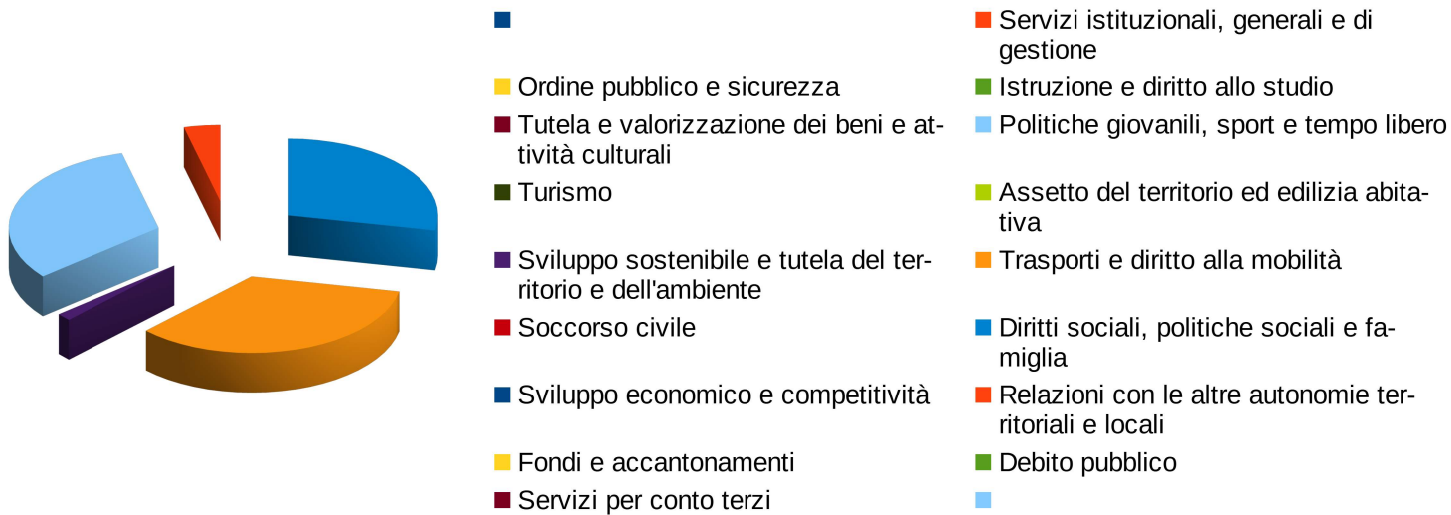 Servizi istituzionali, generali e di
gestione
Ordine pubblico e sicurezza
Istruzione e diritto allo studio
Tutela e valorizzazione dei beni e at-
tività culturali
Politiche giovanili, sport e tempo libero
Turismo
Assetto del territorio ed edilizia abita-
tiva
Sviluppo sostenibile e tutela del ter-
ritorio e dell'ambiente
Trasporti e diritto alla mobilità
Soccorso civile
Diritti sociali, politiche sociali e fa-
miglia
Sviluppo economico e competitività
Relazioni con le altre autonomie ter-
ritoriali e locali
Fondi e accantonamenti
Debito pubblico
Servizi per conto terzi